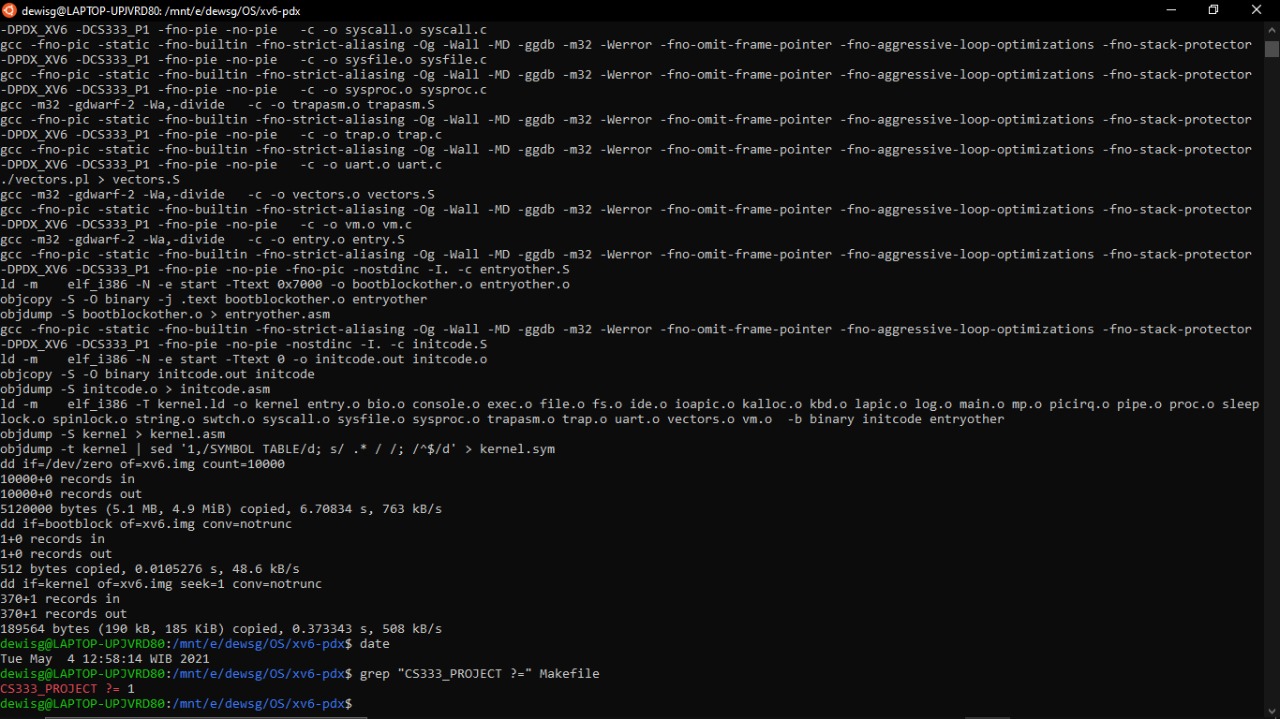 dewisg@LAPTOP-UPJVRD80: /mnt/e/dewsg/OS/xv6-pdx
-DPDX_XV6 -DCS333_P1 -fno-pie -no-pie   -c -o syscall.o syscall.c
gcc -fno-pic -static -fno-builtin -fno-strict-aliasing -Og -Wall -MD -ggdb -m32 -Werror -fno-omit-frame-pointer -fno-aggressive-loop-optimizations -fno-stack-protector
-DPDX_XV6 -DCS333_P1 -fno-pie -no-pie   -c -o sysfile.o sysfile.c
gcc -fno-pic -static -fno-builtin -fno-strict-aliasing -Og -Wall -MD -ggdb -m32 -Werror -fno-omit-frame-pointer -fno-aggressive-loop-optimizations -fno-stack-protector
-DPDX_XV6 -DCS333_P1 -fno-pie -no-pie   -c -o sysproc.o sysproc.c
gcc -m32 -gdwarf-2 -Wa,-divide   -c -o trapasm.o trapasm.S
gcc -fno-pic -static -fno-builtin -fno-strict-aliasing -Og -Wall -MD -ggdb -m32 -Werror -fno-omit-frame-pointer -fno-aggressive-loop-optimizations -fno-stack-protector
-DPDX_XV6 -DCS333_P1 -fno-pie -no-pie   -c -o trap.o trap.c
gcc -fno-pic -static -fno-builtin -fno-strict-aliasing -Og -Wall -MD -ggdb -m32 -Werror -fno-omit-frame-pointer -fno-aggressive-loop-optimizations -fno-stack-protector
-DPDX_XV6 -DCS333_P1 -fno-pie -no-pie   -c -o uart.o uart.c
./vectors.pl > vectors.S
gcc -m32 -gdwarf-2 -Wa,-divide   -c -o vectors.o vectors.S
gcc -fno-pic -static -fno-builtin -fno-strict-aliasing -Og -Wall -MD -ggdb -m32 -Werror -fno-omit-frame-pointer -fno-aggressive-loop-optimizations -fno-stack-protector
-DPDX_XV6 -DCS333_P1 -fno-pie -no-pie   -c -o vm.o vm.c
gcc -m32 -gdwarf-2 -Wa,-divide   -c -o entry.o entry.S
gcc -fno-pic -static -fno-builtin -fno-strict-aliasing -Og -Wall -MD -ggdb -m32 -Werror -fno-omit-frame-pointer -fno-aggressive-loop-optimizations -fno-stack-protector
-DPDX_XV6 -DCS333_P1 -fno-pie -no-pie -fno-pic -nostdinc -I. -c entryother.S
ld -m    elf_i386 -N -e start -Ttext 0x7000 -o bootblockother.o entryother.o
objcopy -S -O binary -j .text bootblockother.o entryother
objdump -S bootblockother.o > entryother.asm
gcc -fno-pic -static -fno-builtin -fno-strict-aliasing -Og -Wall -MD -ggdb -m32 -Werror -fno-omit-frame-pointer -fno-aggressive-loop-optimizations -fno-stack-protector
-DPDX_XV6 -DCS333_P1 -fno-pie -no-pie -nostdinc -I. -c initcode.S
ld -m    elf_i386 -N -e start -Ttext 0 -o initcode.out initcode.o
objcopy -S -O binary initcode.out initcode
objdump -S initcode.o > initcode.asm
ld -m    elf_i386 -T kernel.ld -o kernel entry.o bio.o console.o exec.o file.o fs.o ide.o ioapic.o kalloc.o kbd.o lapic.o log.o main.o mp.o picirq.o pipe.o proc.o sleep
lock.o spinlock.o string.o swtch.o syscall.o sysfile.o sysproc.o trapasm.o trap.o uart.o vectors.o vm.o  -b binary initcode entryother
objdump -S kernel > kernel.asm
objdump -t kernel | sed '1,/SYMBOL TABLE/d; s/ .* / /; /^$/d' > kernel.sym
dd if=/dev/zero of=xv6.img count=10000
10000+0 records in
10000+0 records out
5120000 bytes (5.1 MB, 4.9 MiB) copied, 6.70834 s, 763 kB/s
dd if=bootblock of=xv6.img conv=notrunc
1+0 records in
1+0 records out
512 bytes copied, 0.0105276 s, 48.6 kB/s
dd if=kernel of=xv6.img seek=1 conv=notrunc
370+1 records in
370+1 records out
189564 bytes (190 kB, 185 KiB) copied, 0.373343 s, 508 kB/s
dewisg@LAPTOP-UPJVRD80:/mnt/e/dewsg/OS/xv6-pdx$ date
Tue May  4 12:58:14 WIB 2021
dewisg@LAPTOP-UPJVRD80:/mnt/e/dewsg/OS/xv6-pdx$ grep "CS333_PROJECT ?=" Makefile
CS333_PROJECT ?= 1
dewisg@LAPTOP-UPJVRD80:/mnt/e/dewsg/OS/xv6-pdx$